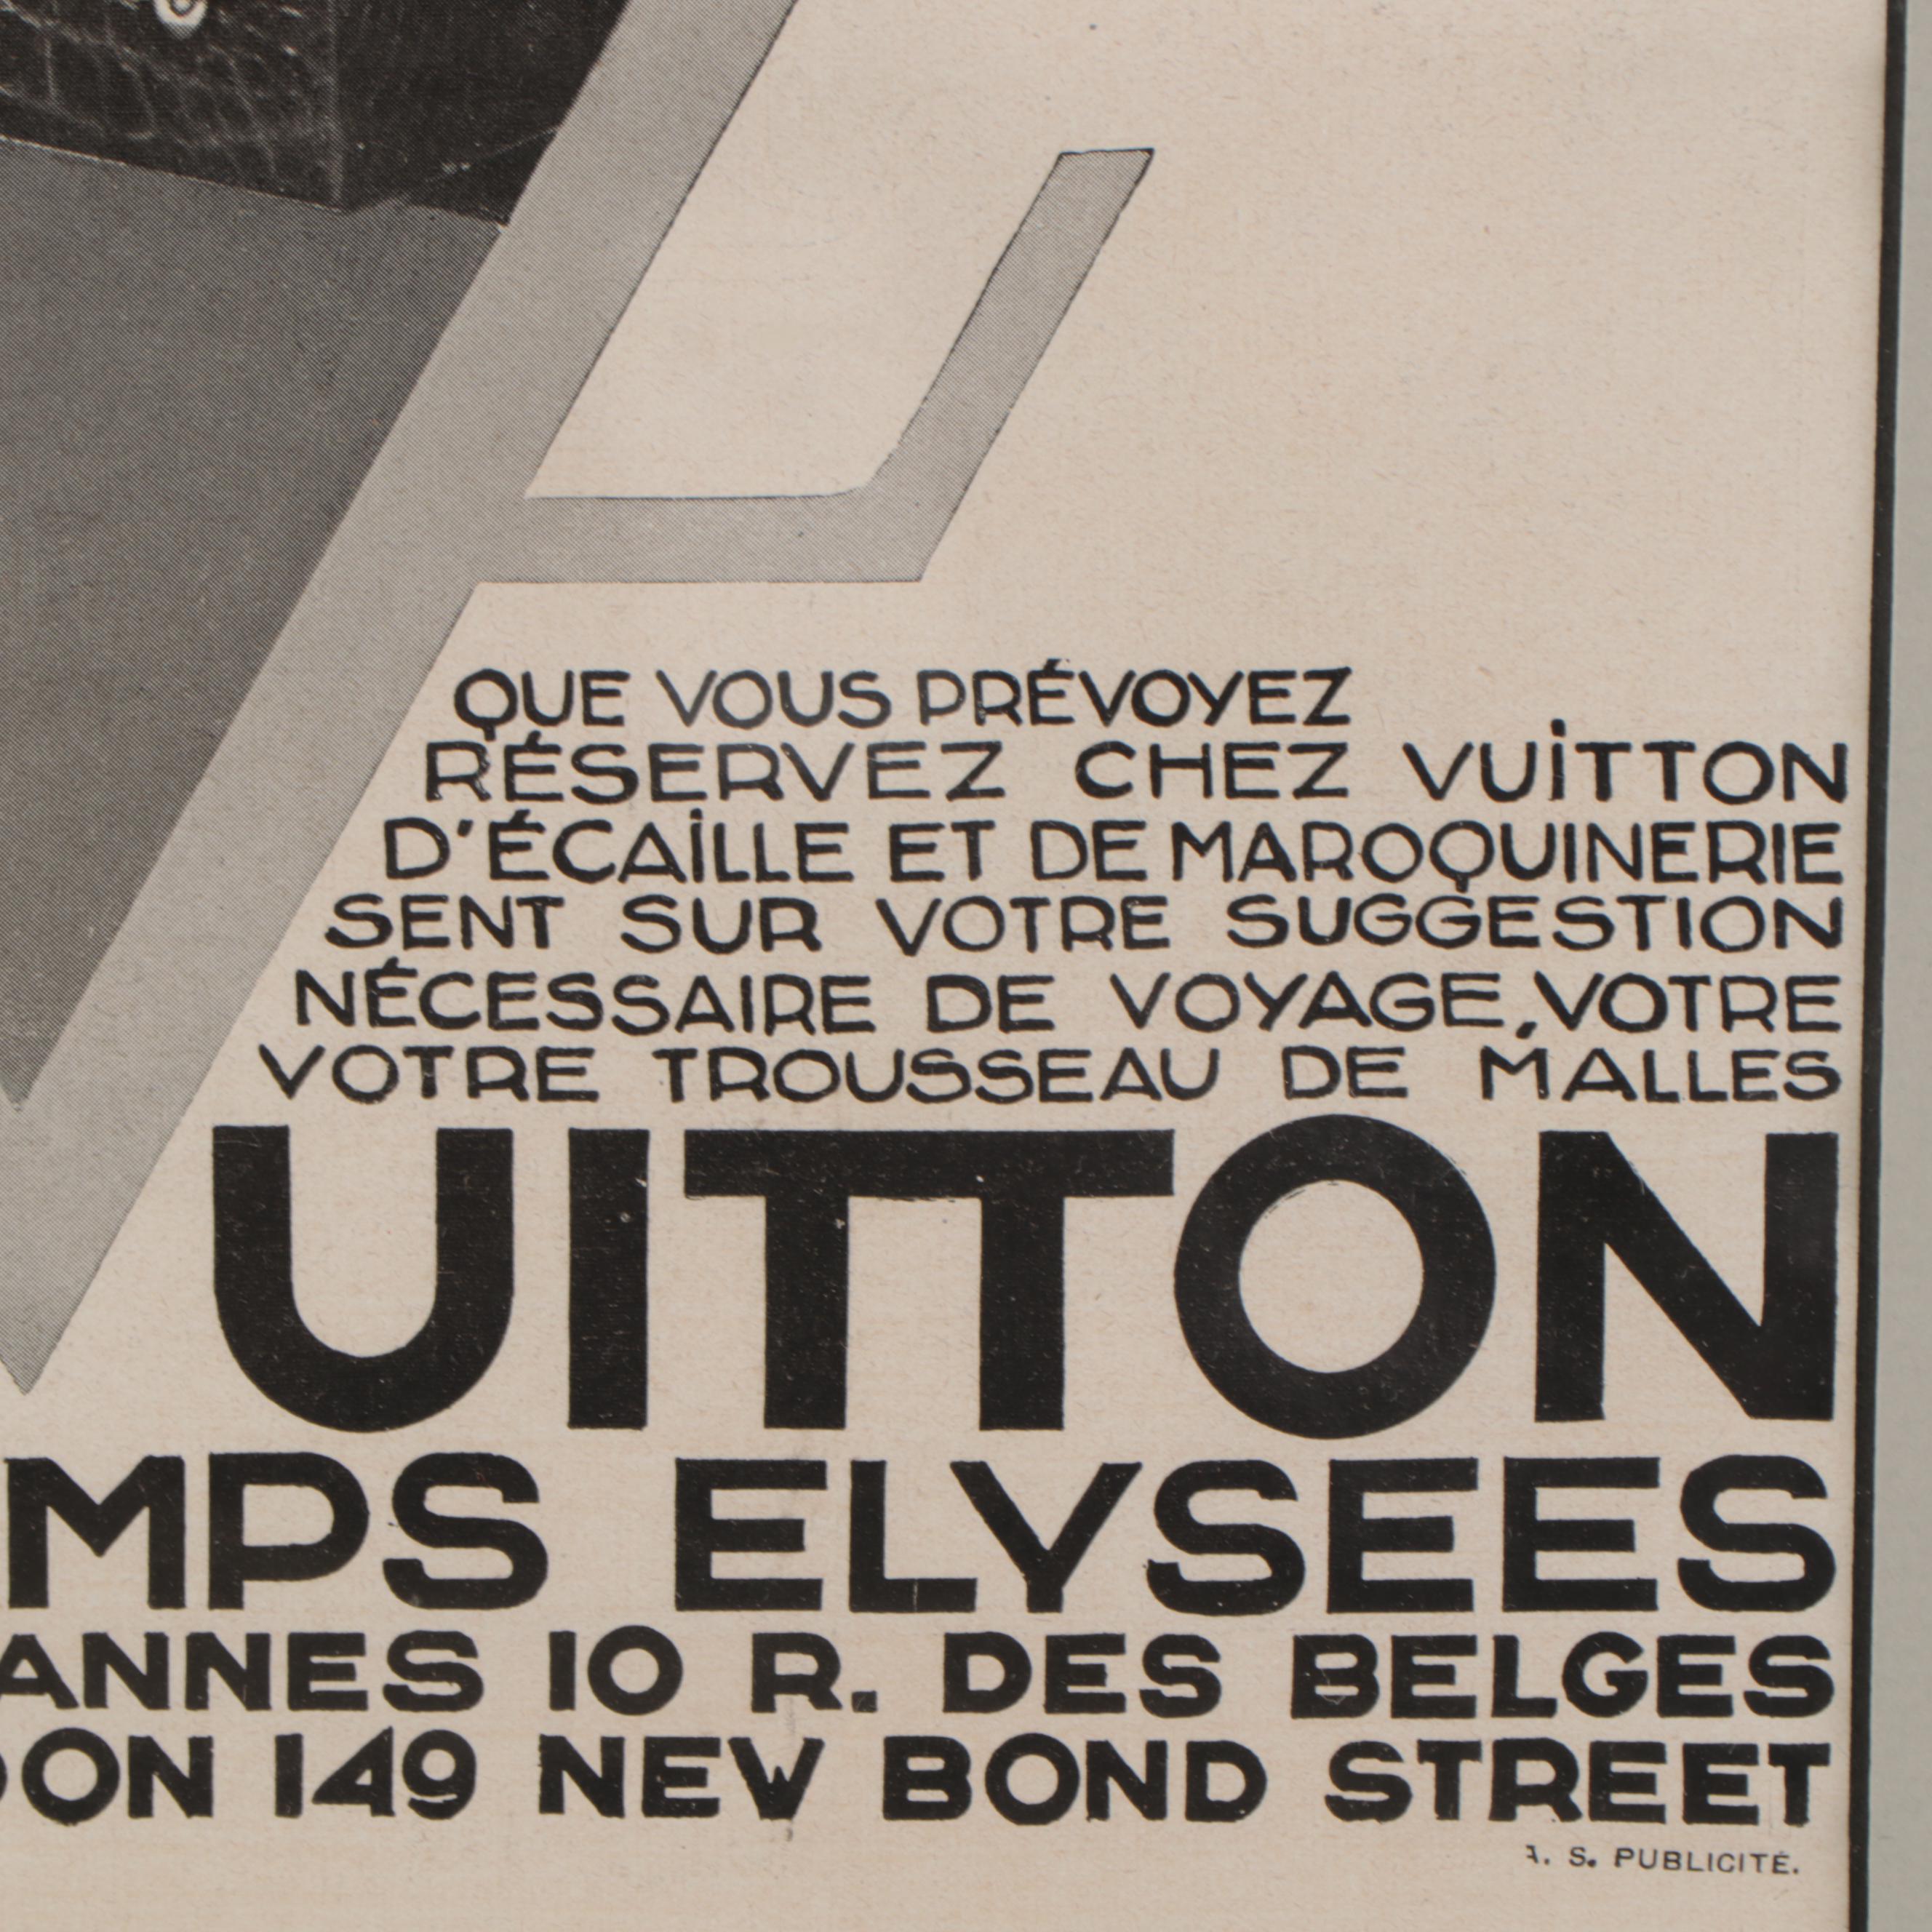 QUE VOUS PRÉVOYEZ
RÉSERVEZ CHEZ VUITTON
D'ÉCAILLE ET DE MAROQUINERIE
SENT SUR VOTRE SUGGESTION
NÉCESSAIRE DE VOYAGE, VOTRE
VOTRE TROUSSEAU DE MALLES
UITTON
MPS ELYSEES
ANNES 10 R. DES BELGES
DON 149 NEW BOND STREET
A. S. PUBLICITÉ.